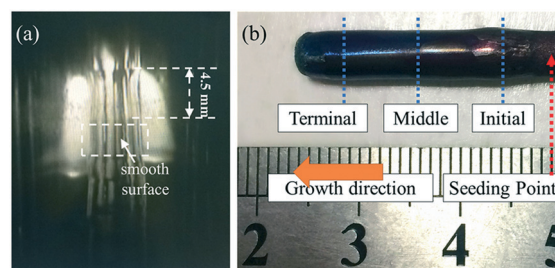 (a)
4.5 mm
smooth
surface
(b)
Terminal
Middle
Initial
Growth direction
Seeding Point
2
3
4
5